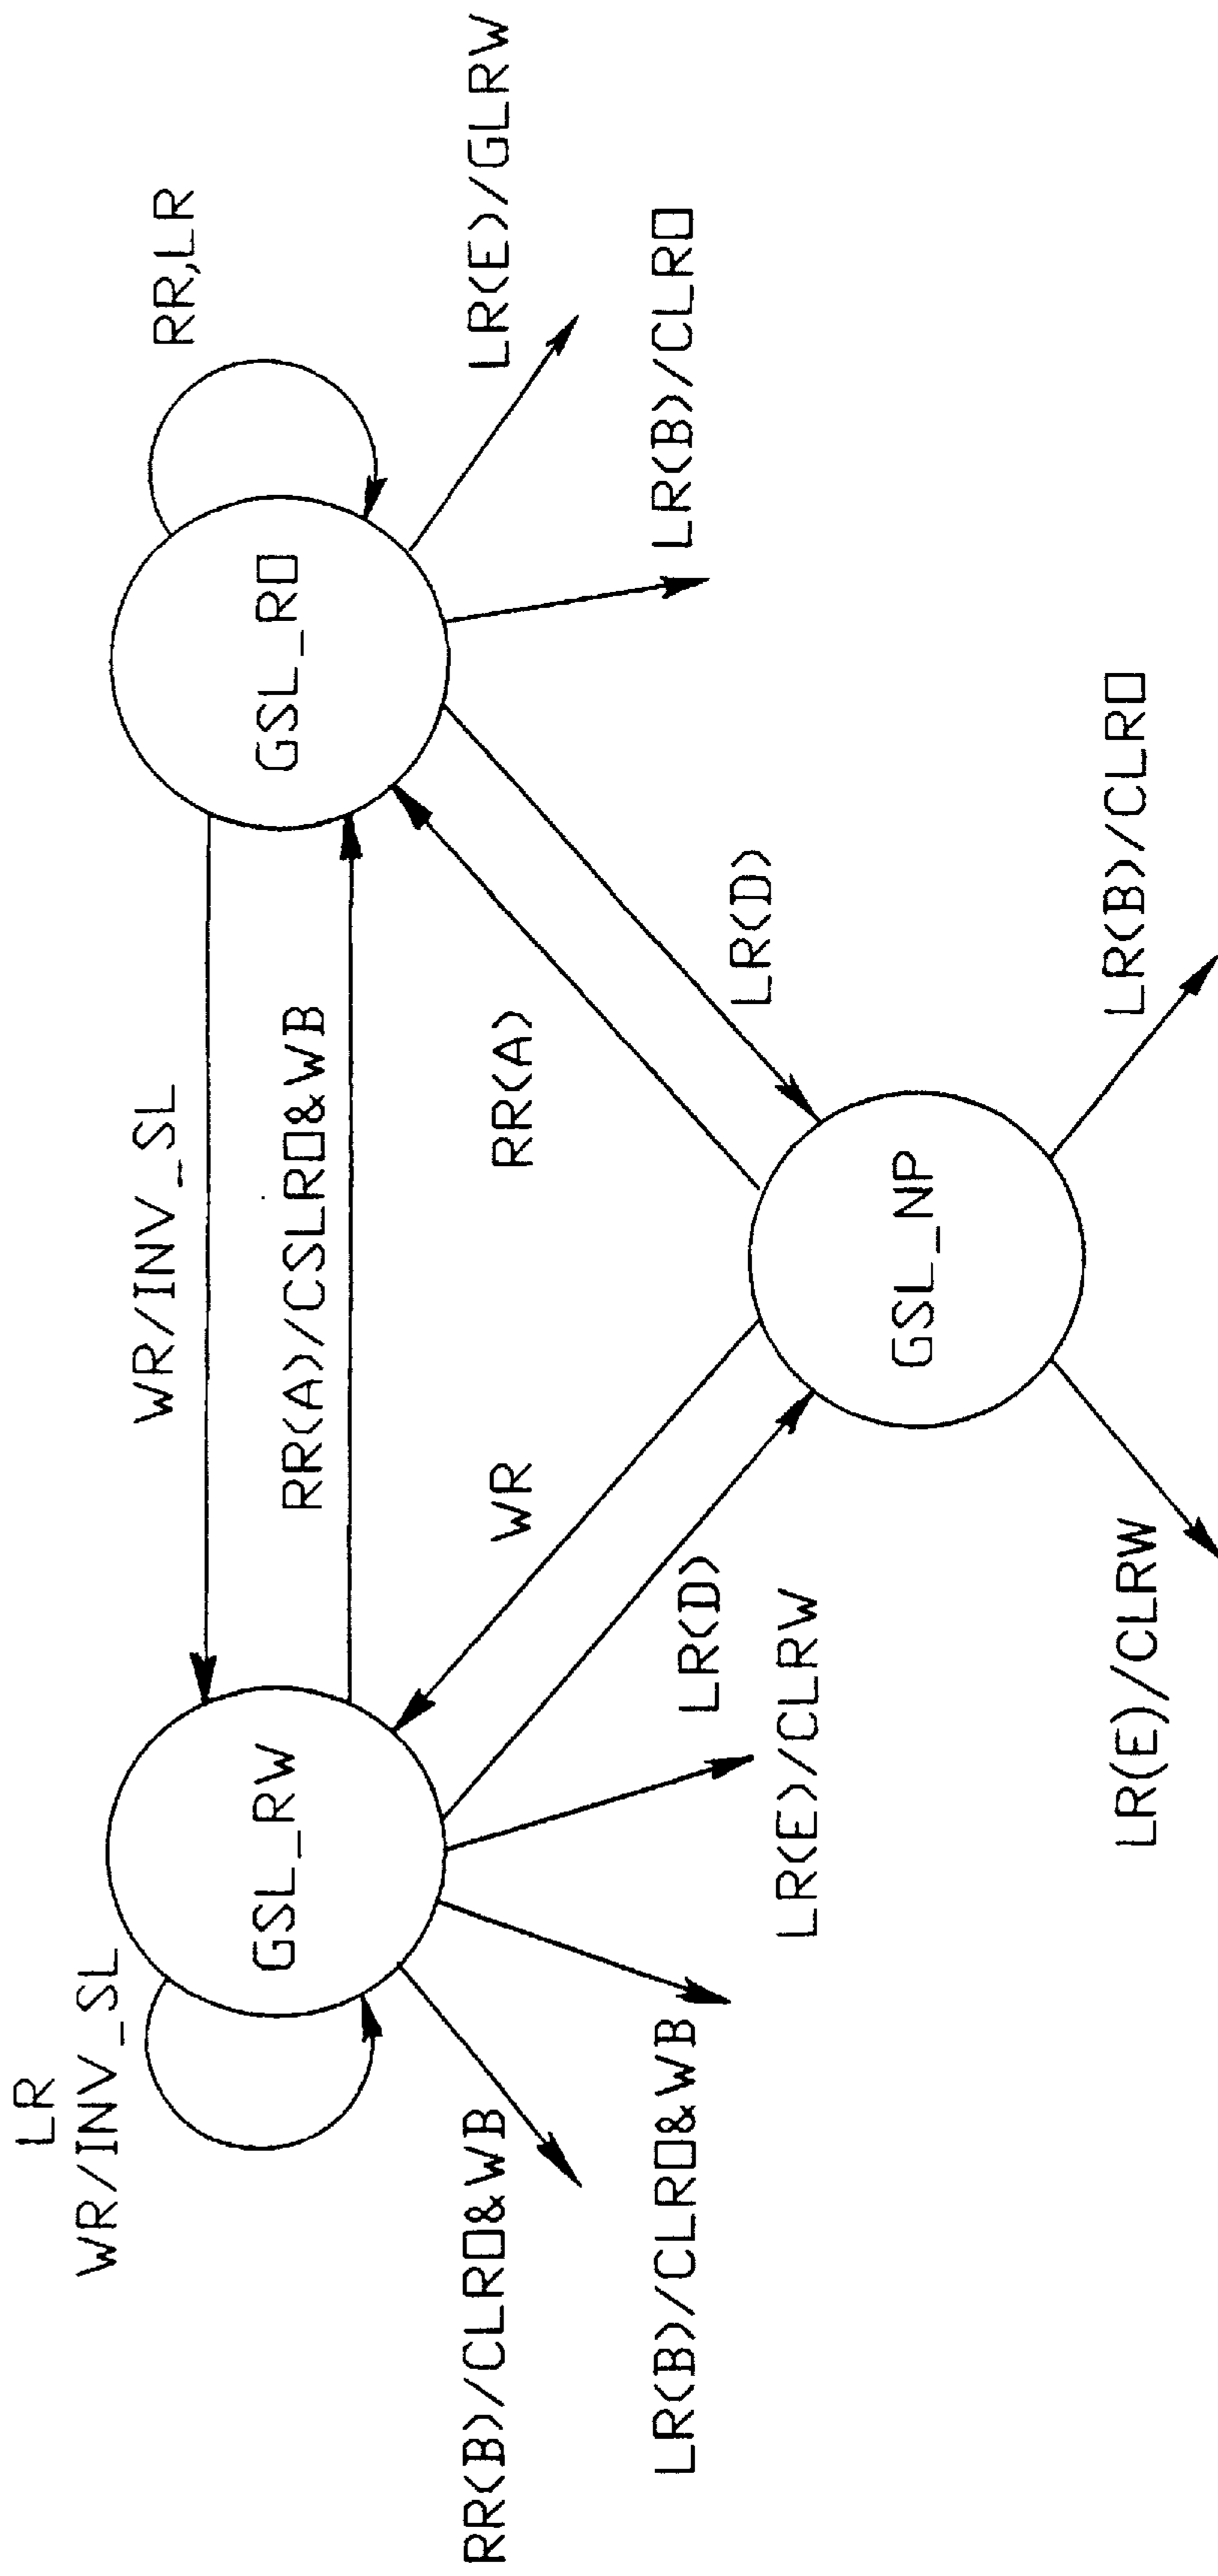 LR
WR/INV_SL
WR/INV_SL
RR,LR
GSL_RW
RR(A)/CSLRO&WB
GSL_RO
RR(B)/CLRO&WB
WR
RR(A)
LR(E)/GLRW
LR(B)/CLRO&WB
LR(D)
LR(D)
LR(B)/CLRO
LR(E)/CLRW
GSL_NP
LR(E)/CLRW
LR(B)/CLRO